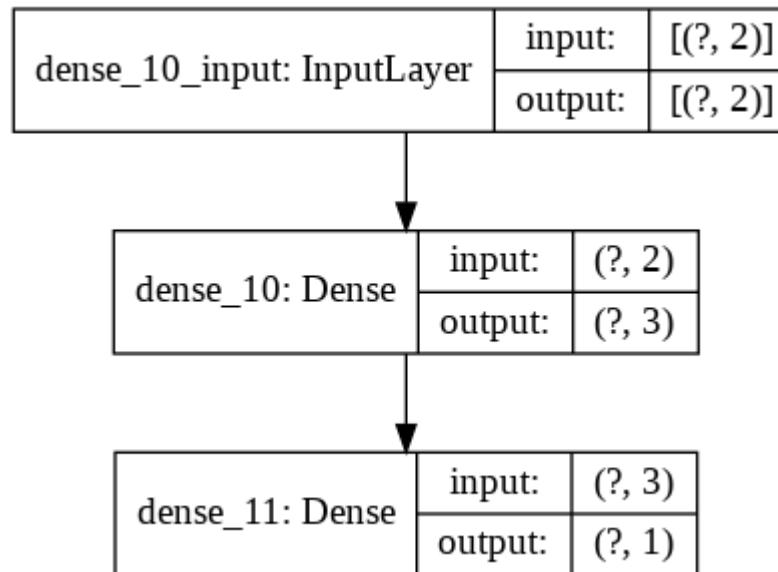 dense_10_input: InputLayer
input: [(?, 2)]
output: [(?, 2)]
dense_10: Dense
input: (?, 2)
output: (?, 3)
dense_11: Dense
input: (?, 3)
output: (?, 1)